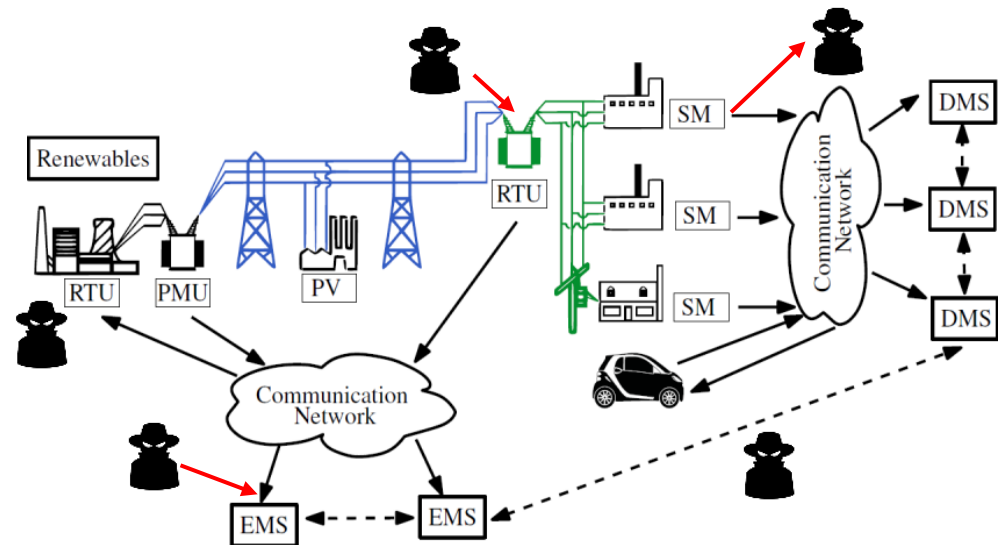 Renewables
RTU
PMU
PV
RTU
SM
SM
SM
Communication
Network
DMS
DMS
DMS
Communication
Network
EMS
EMS